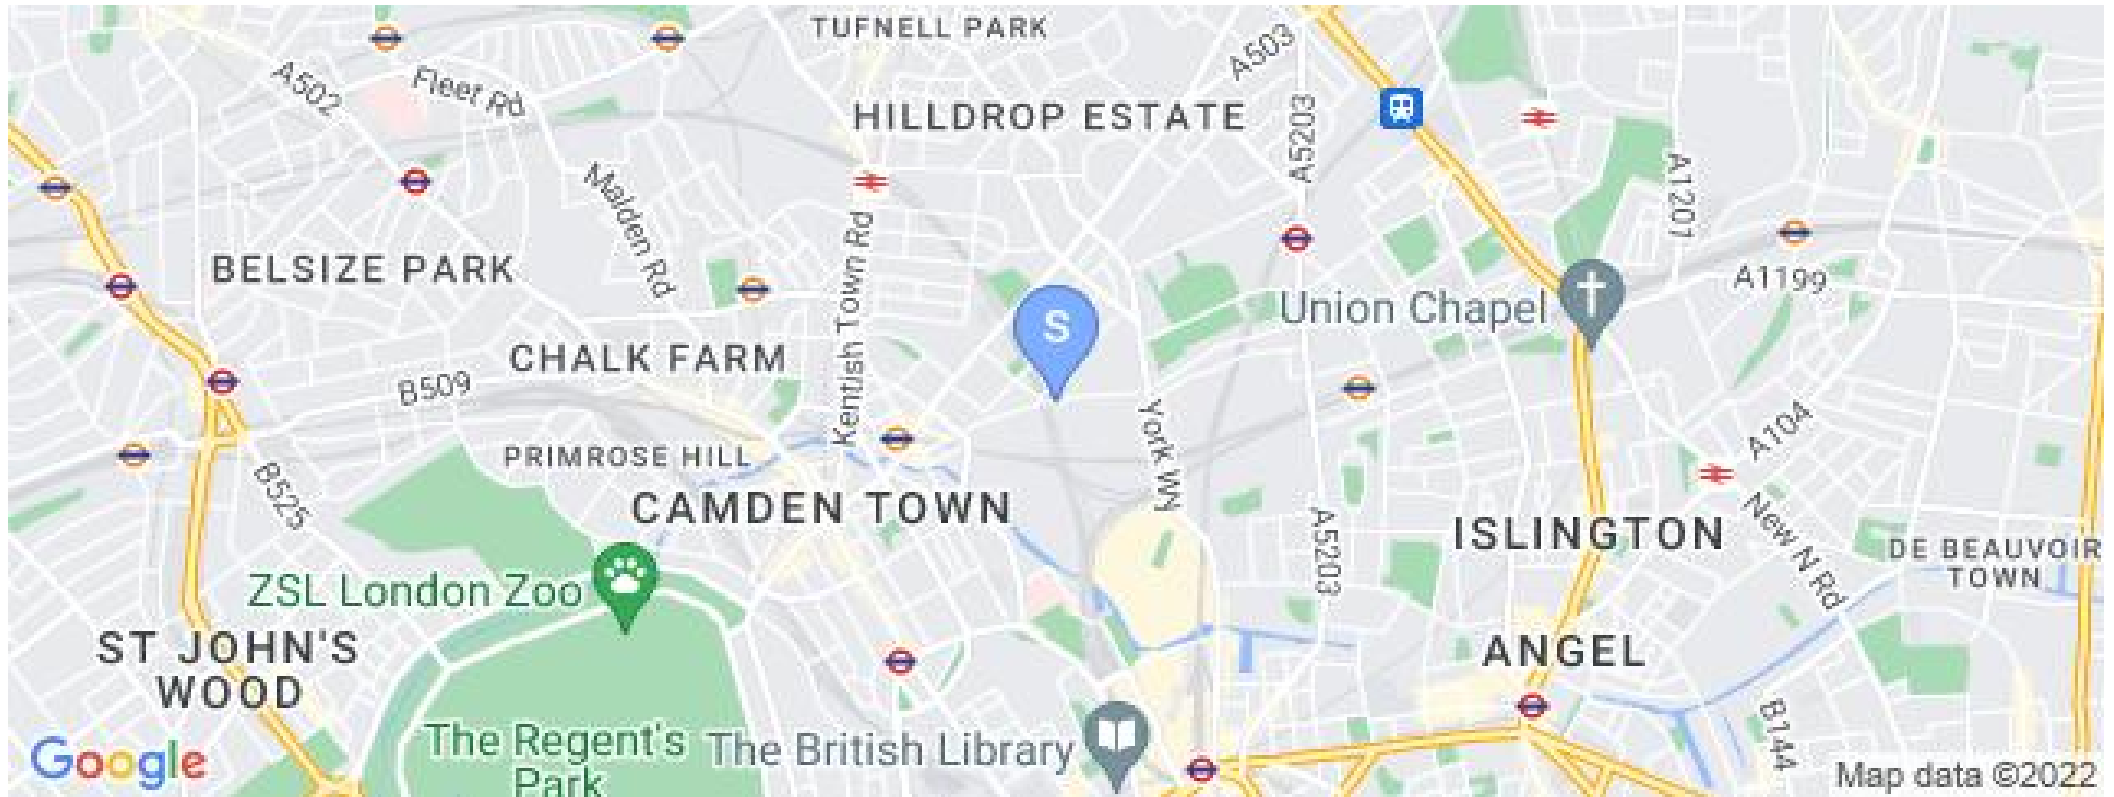 TUFNELL PARK
A503
A502
Fleet Rd
HILLDROP ESTATE
A5203
Malden Rd
A1201
Kentish Town Rd
BELSIZE PARK
A1199
Union Chapel
S
CHALK FARM
B509
York Wy
A104
PRIMROSE HILL
B525
CAMDEN TOWN
A5203
ISLINGTON
New N Rd
DE BEAUVOIR
TOWN
ZSL London Zoo
ST JOHN'S
WOOD
ANGEL
B144
The Regent's
Park
The British Library
Google
Map data ©2022